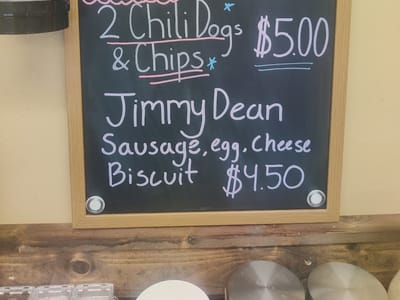 2 Chili Dogs $5.00
& Chips
Jimmy Dean
Sausage, egg, Cheese
Biscuit $4.50